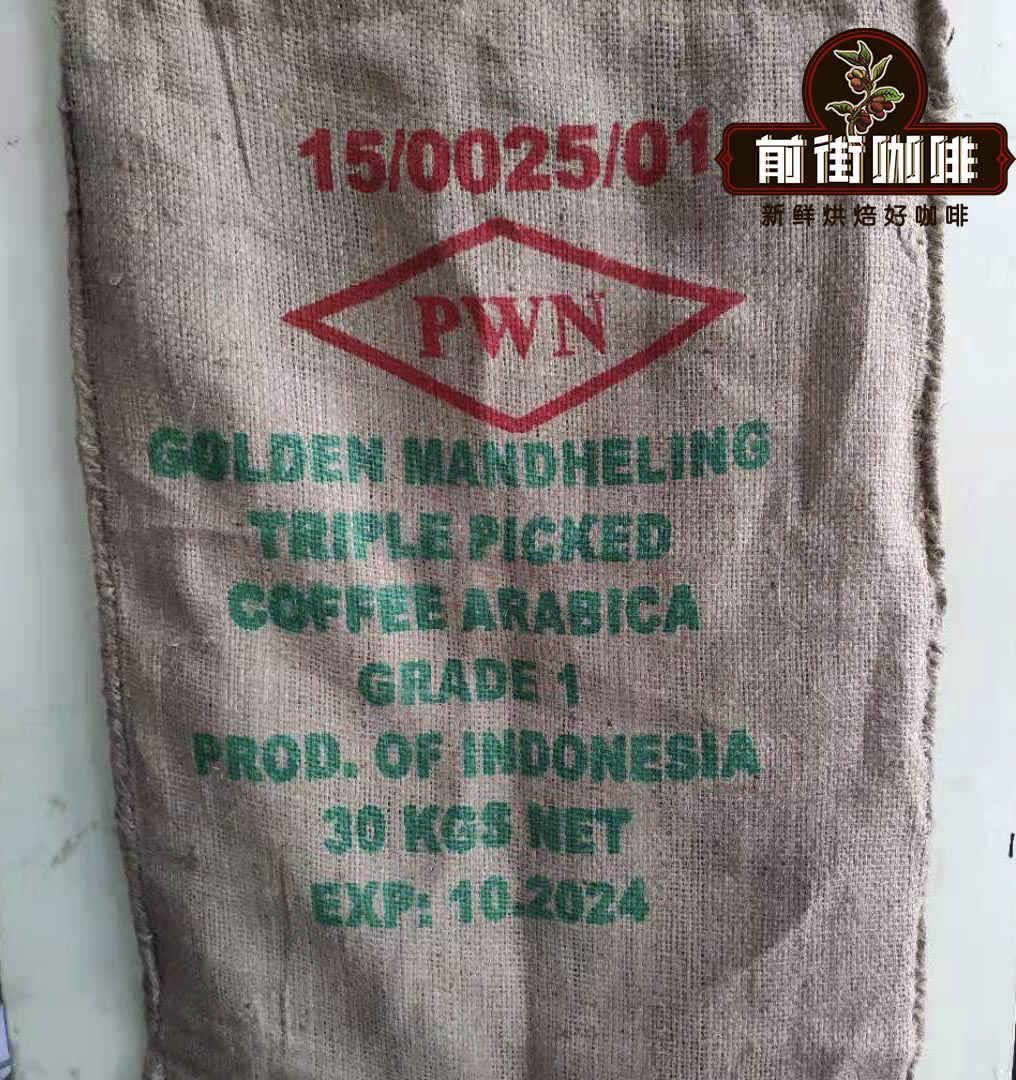 15/0025/01
前街咖啡
新鲜烘焙好咖啡
PWN
GOLDEN MANDHELING
TRIPLE PICKED
COFFEE ARABICA
GRADE 1
PROD. OF INDONESIA
30 KGS NET
EXP: 10.2024